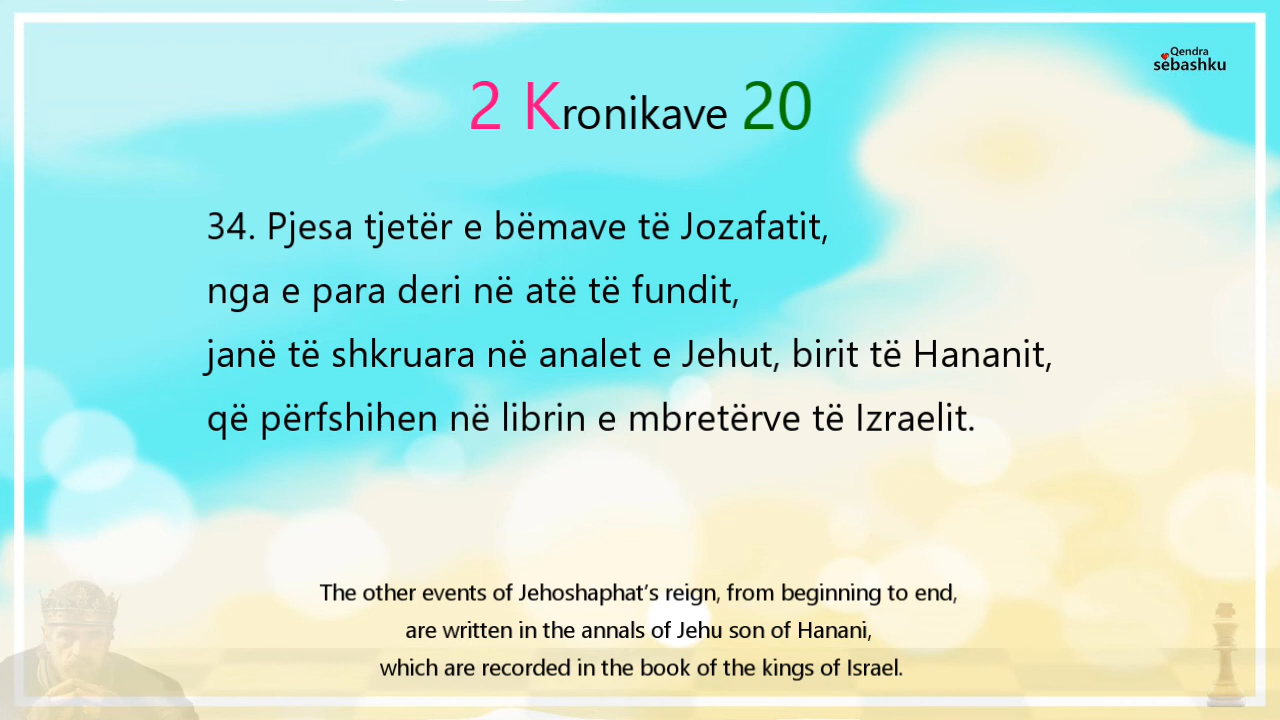 Qendra
sëbashku
2 Kronikave 20
34. Pjesa tjetër e bëmave të Jozafatit,
nga e para deri në atë të fundit,
janë të shkruara në analet e Jehut, birit të Hananit,
që përfshihen në librin e mbretërve të Izraelit.
The other events of Jehoshaphat’s reign, from beginning to end,
are written in the annals of Jehu son of Hanani,
which are recorded in the book of the kings of Israel.